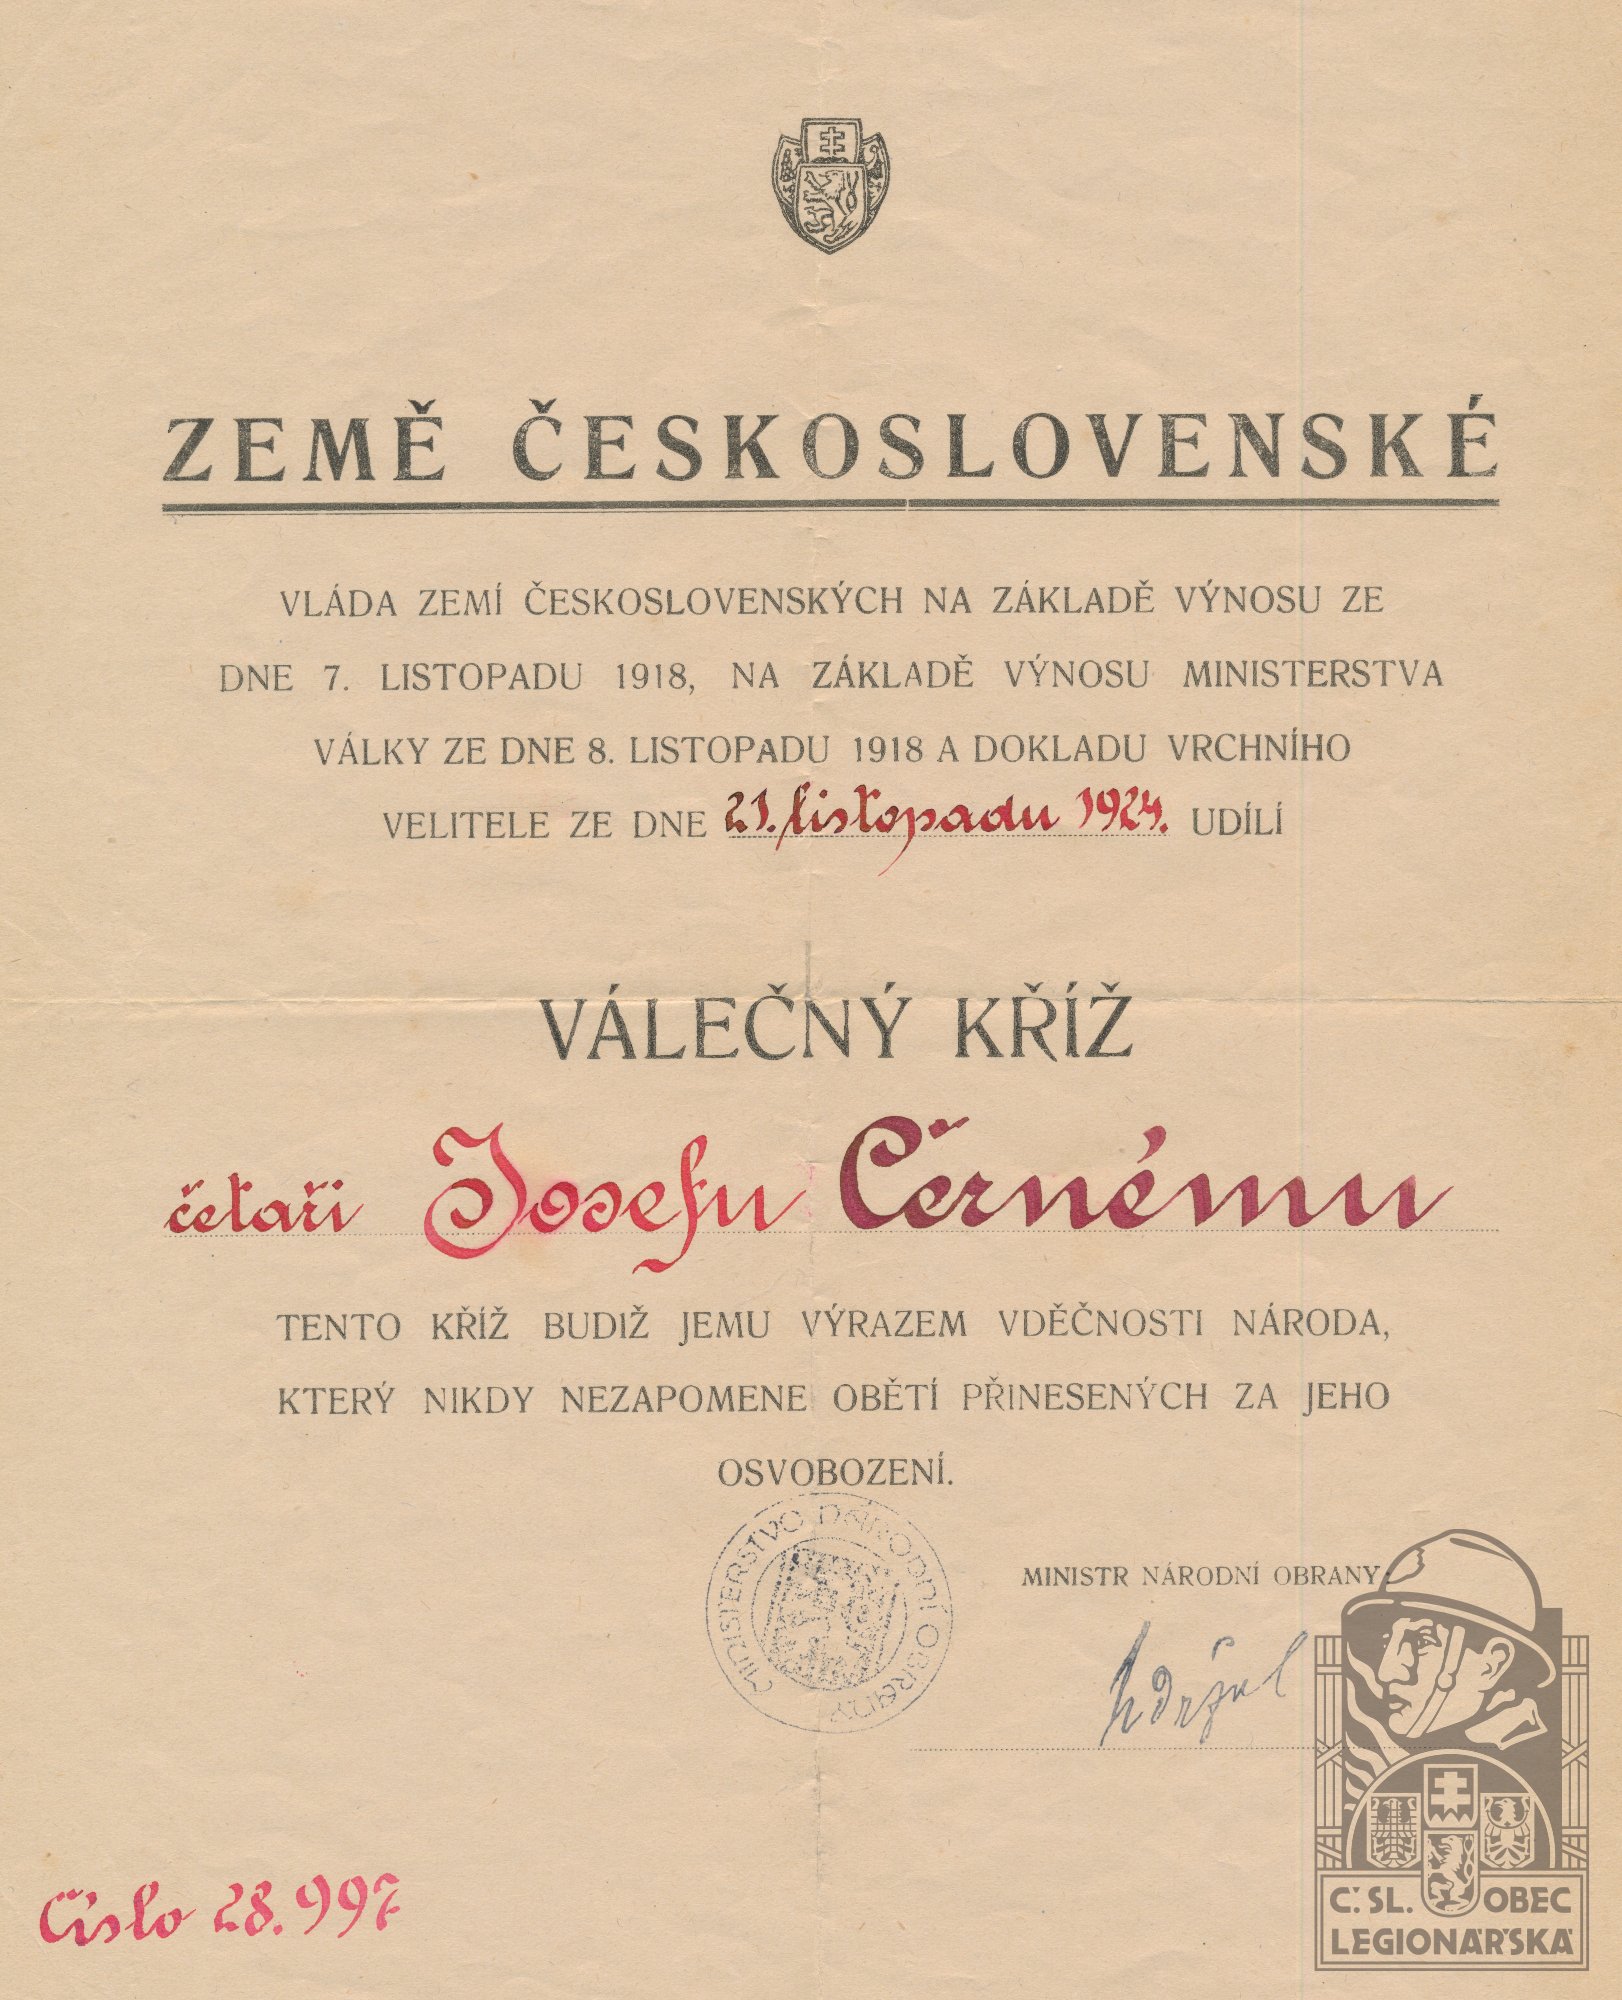 ZEMĚ ČESKOSLOVENSKÉ
VLÁDA ZEMÍ ČESKOSLOVENSKÝCH NA ZÁKLADĚ VÝNOSU ZE
DNE 7. LISTOPADU 1918, NA ZÁKLADĚ VÝNOSU MINISTERSTVA
VÁLKY ZE DNE 8. LISTOPADU 1918 A DOKLADU VRCHNÍHO
VELITELE ZE DNE 21. listopadu 1924. UDÍLÍ
VÁLEČNÝ KŘÍŽ
četaři Josefu Černému
TENTO KŘÍŽ BUDIŽ JEMU VÝRAZEM VDĚČNOSTI NÁRODA,
KTERÝ NIKDY NEZAPOMENE OBĚTÍ PŘINESENÝCH ZA JEHO
OSVOBOZENÍ.
MINISTERSTVO NÁRODNÍ OBRANY
MINISTR NÁRODNÍ OBRANY:
Udržal
Číslo 28.997
Č. SL. OBEC
LEGIONÁŘSKÁ